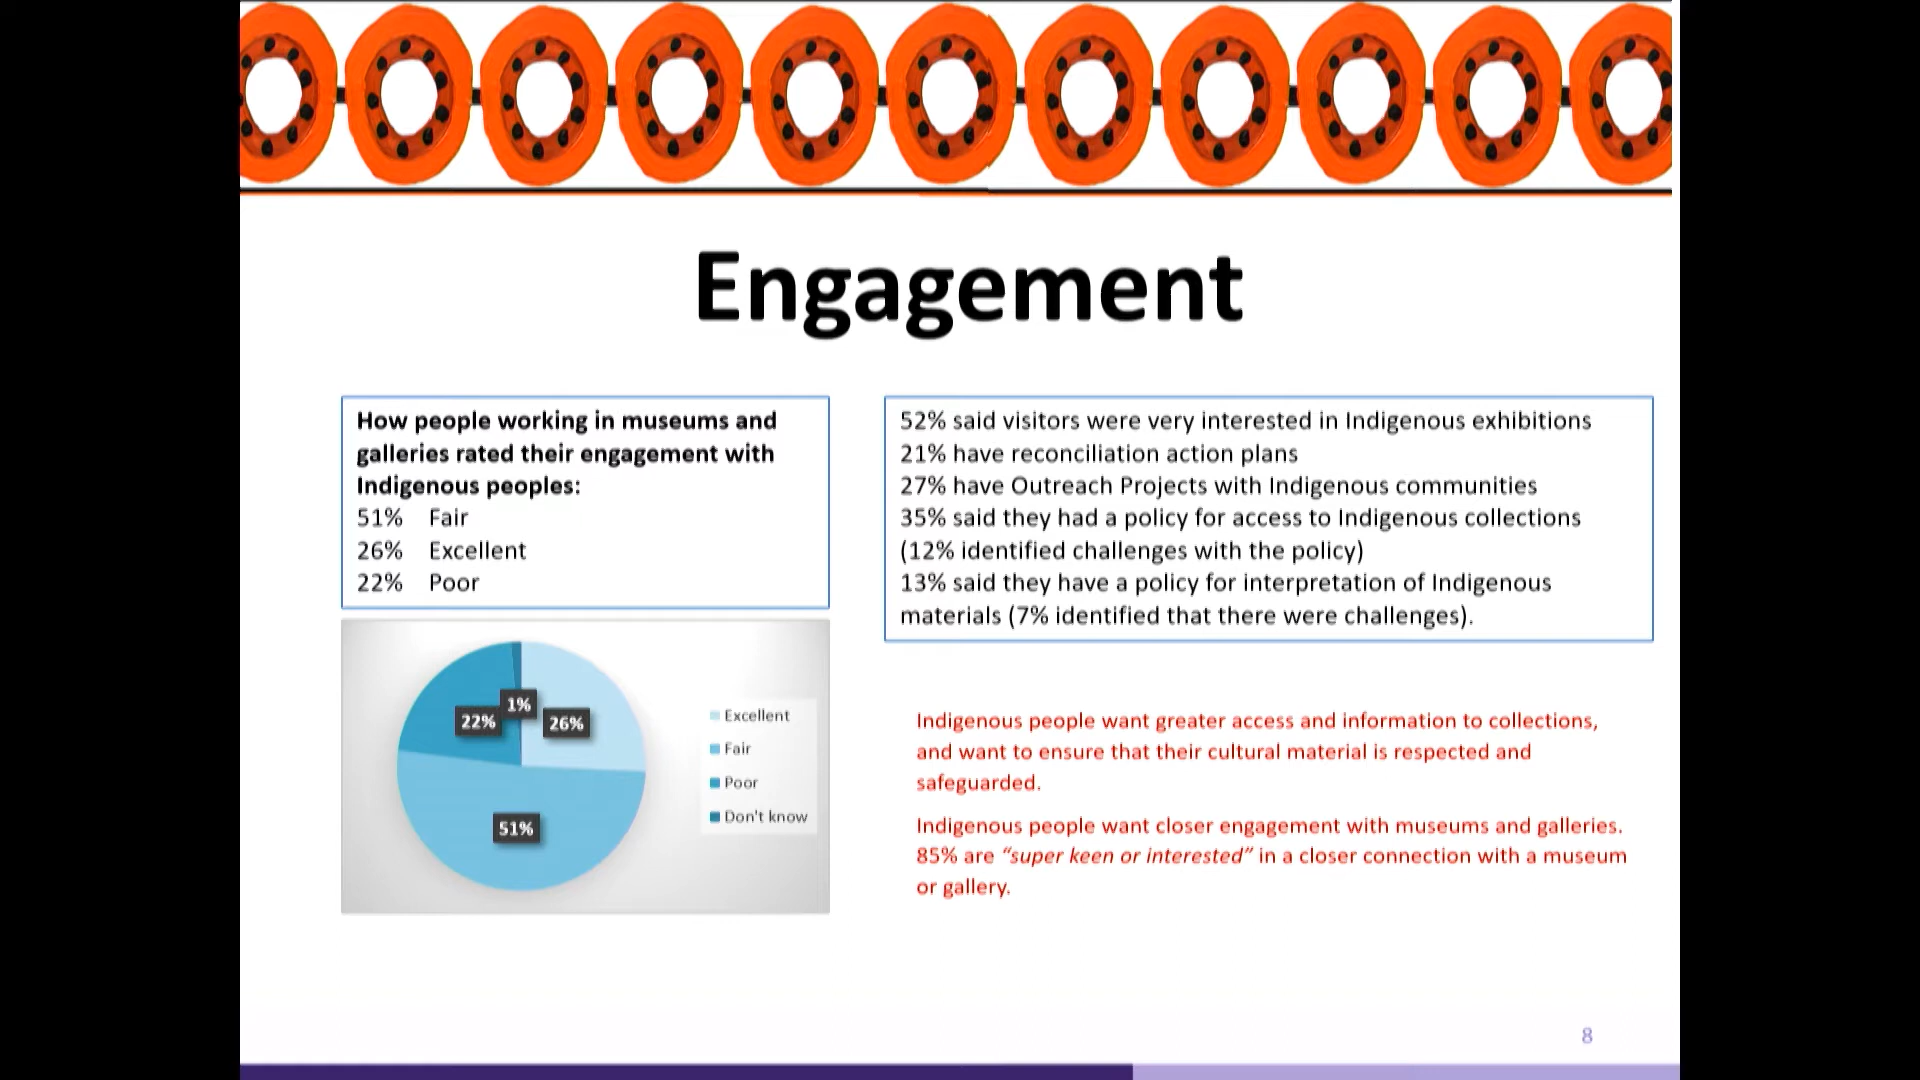 Engagement
How people working in museums and
galleries rated their engagement with
Indigenous peoples:
51% Fair
26% Excellent
22% Poor
52% said visitors were very interested in Indigenous exhibitions
21% have reconciliation action plans
27% have Outreach Projects with Indigenous communities
35% said they had a policy for access to Indigenous collections
(12% identified challenges with the policy)
13% said they have a policy for interpretation of Indigenous
materials (7% identified that there were challenges).
22%
1%
26%
51%
Excellent
Fair
Poor
Don't know
Indigenous people want greater access and information to collections,
and want to ensure that their cultural material is respected and
safeguarded.
Indigenous people want closer engagement with museums and galleries.
85% are “super keen or interested” in a closer connection with a museum
or gallery.
8